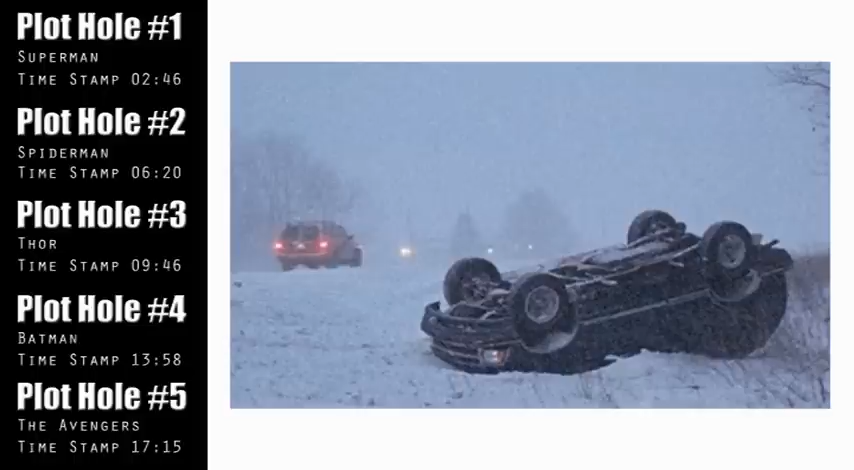 Plot Hole #1
Superman
Time Stamp 02:46
Plot Hole #2
Spiderman
Time Stamp 06:20
Plot Hole #3
Thor
Time Stamp 09:46
Plot Hole #4
Batman
Time Stamp 13:58
Plot Hole #5
The Avengers
Time Stamp 17:15